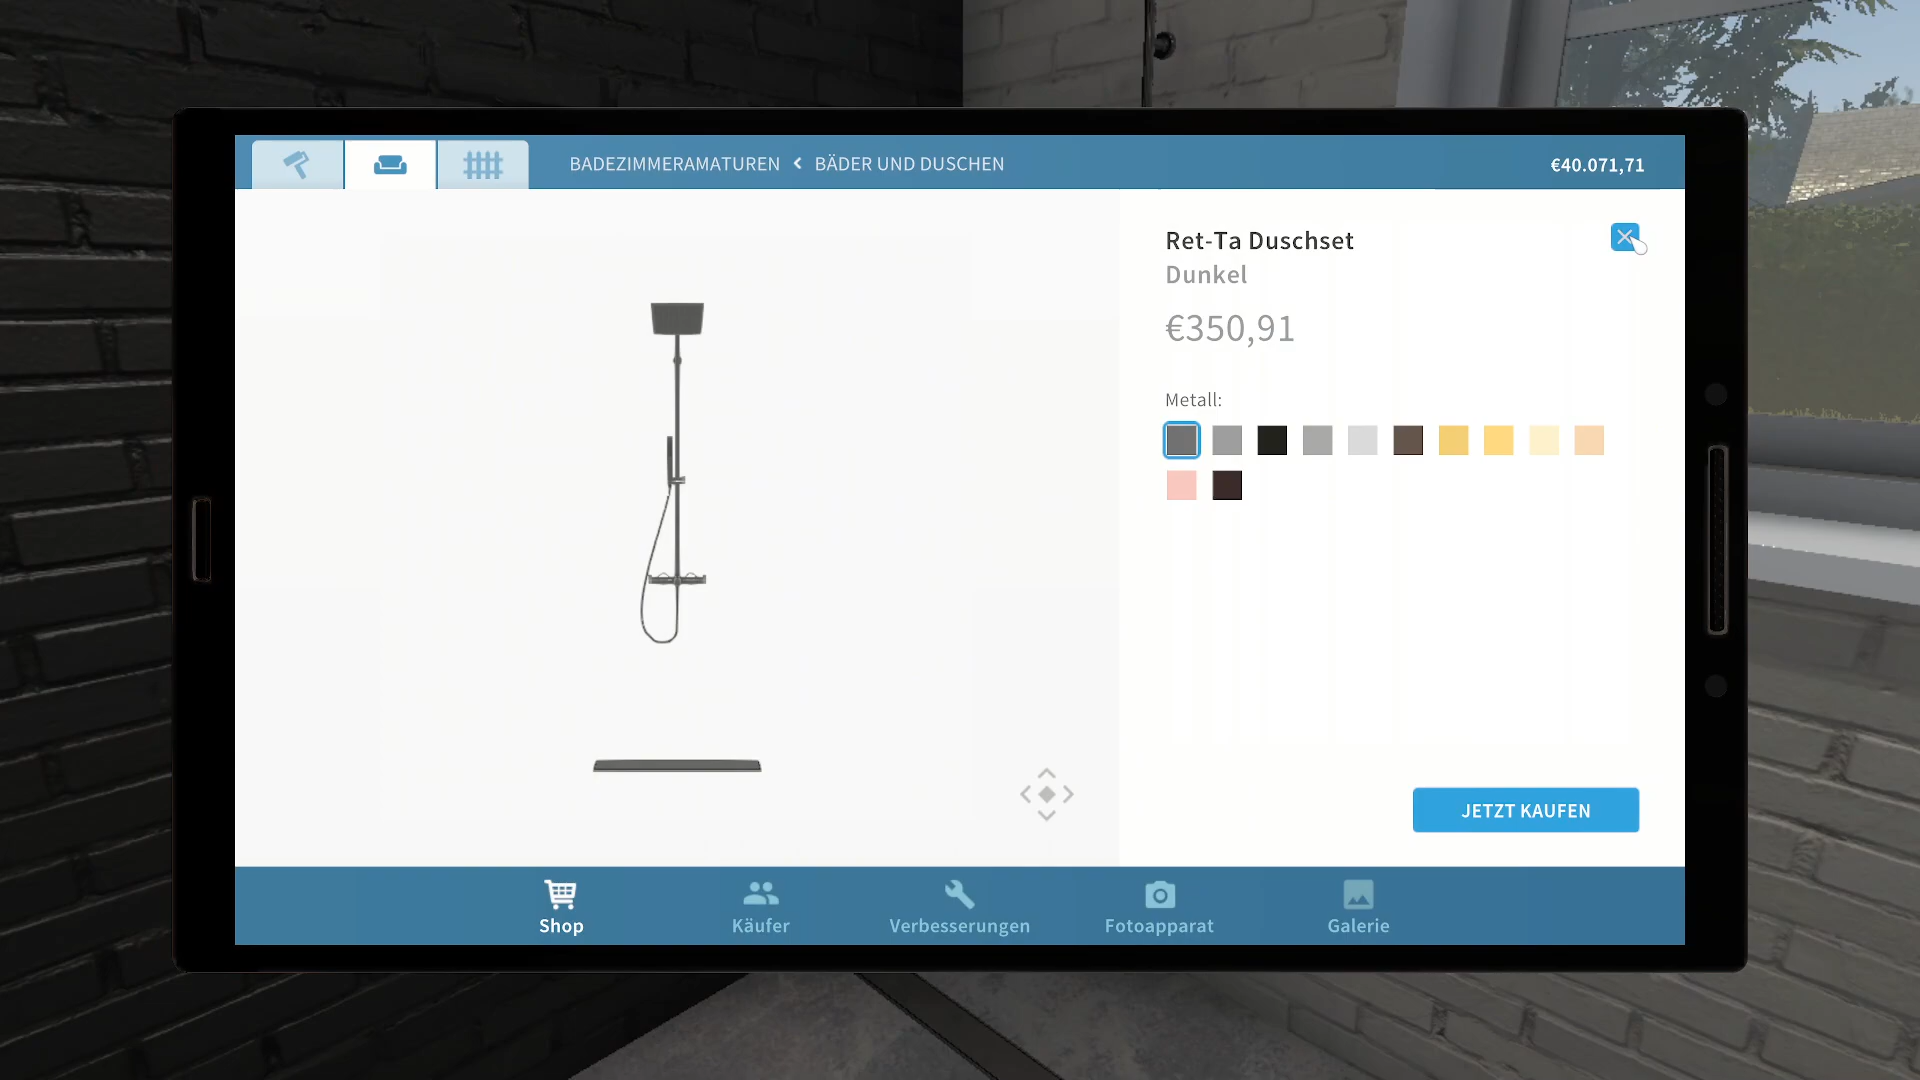 BADEZIMMERAMATUREN < BÄDER UND DUSCHEN
€40.071,71
Ret-Ta Duschset
Dunkel
€350,91
Metall:
JETZT KAUFEN
Shop
Käufer
Verbesserungen
Fotoapparat
Galerie